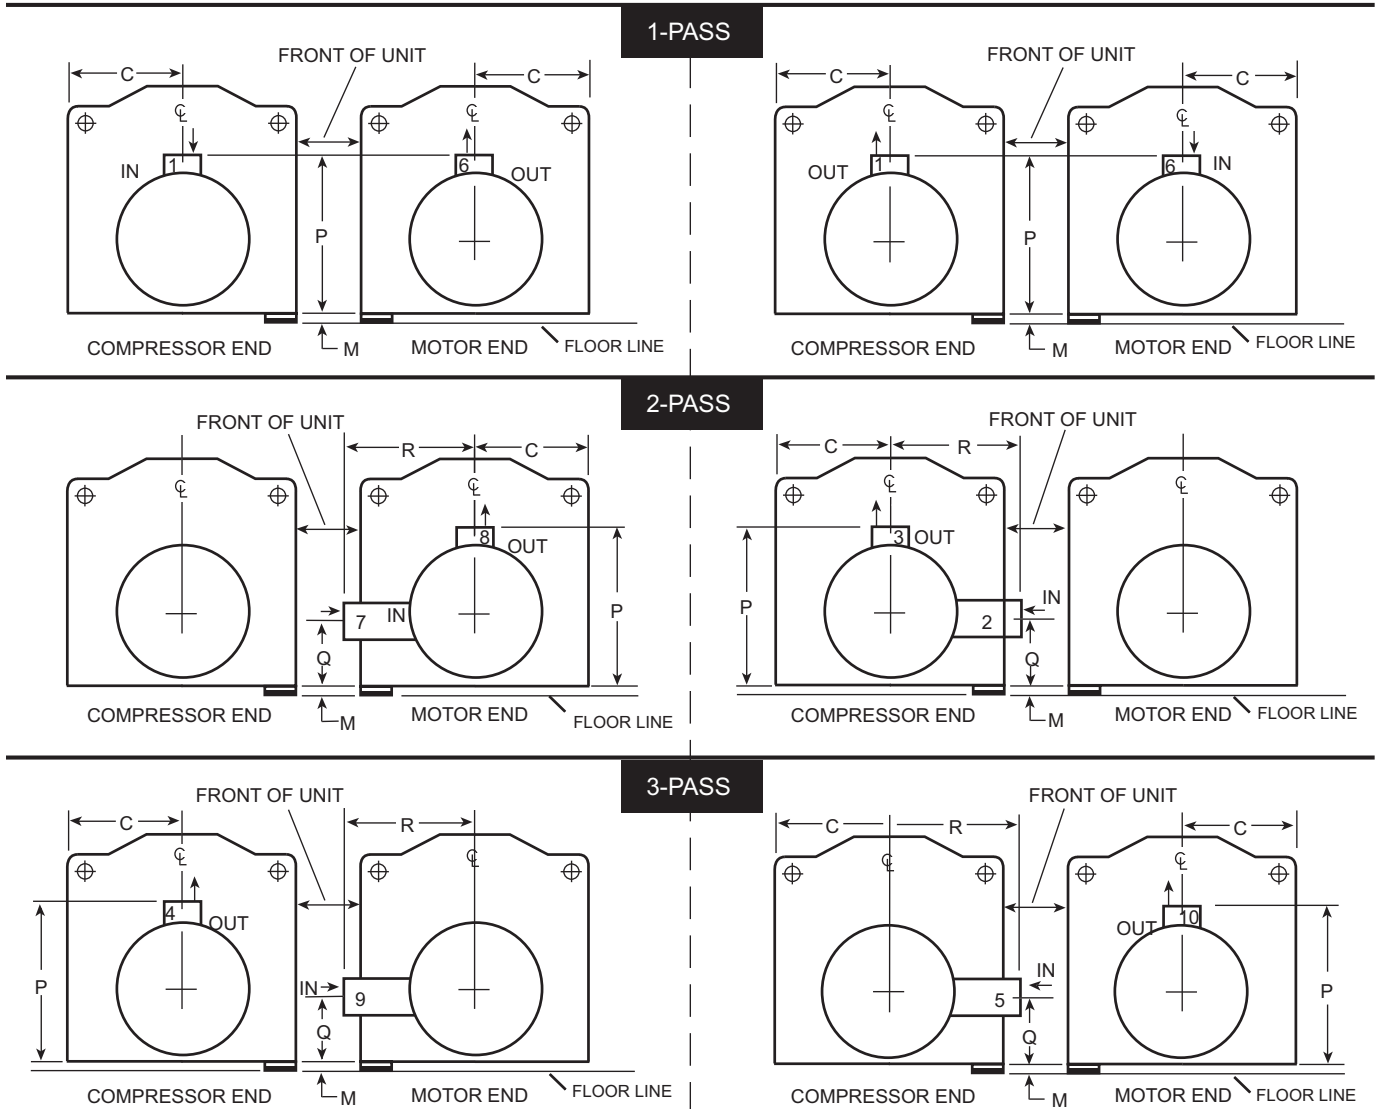 1-PASS
FRONT OF UNIT
C
C
℄
℄
IN
1
6
OUT
P
M
COMPRESSOR END
MOTOR END
FLOOR LINE
FRONT OF UNIT
C
C
℄
℄
OUT
1
6
IN
P
M
COMPRESSOR END
MOTOR END
FLOOR LINE
2-PASS
FRONT OF UNIT
R
C
℄
℄
8
OUT
7
IN
P
Q
M
COMPRESSOR END
MOTOR END
FLOOR LINE
FRONT OF UNIT
C
R
℄
℄
3
OUT
P
2
IN
Q
M
COMPRESSOR END
MOTOR END
FLOOR LINE
3-PASS
FRONT OF UNIT
C
R
℄
℄
4
OUT
P
IN
9
Q
M
COMPRESSOR END
MOTOR END
FLOOR LINE
FRONT OF UNIT
C
R
C
℄
℄
OUT
10
IN
5
P
Q
M
COMPRESSOR END
MOTOR END
FLOOR LINE